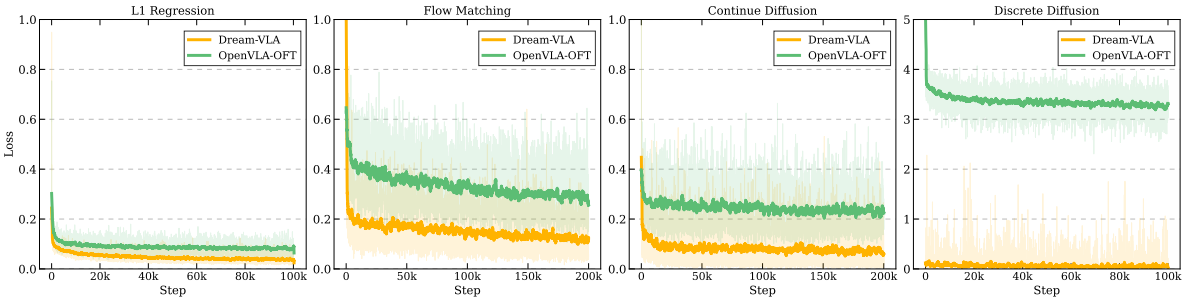 L1 Regression
Loss
1.0
0.8
0.6
0.4
0.2
0.0
Dream-VLA
OpenVLA-OFT
0 20k 40k 60k 80k 100k
Step
Flow Matching
1.0
0.8
0.6
0.4
0.2
0.0
Dream-VLA
OpenVLA-OFT
0 50k 100k 150k 200k
Step
Continue Diffusion
1.0
0.8
0.6
0.4
0.2
0.0
Dream-VLA
OpenVLA-OFT
0 50k 100k 150k 200k
Step
Discrete Diffusion
5
4
3
2
1
0
Dream-VLA
OpenVLA-OFT
0 20k 40k 60k 80k 100k
Step